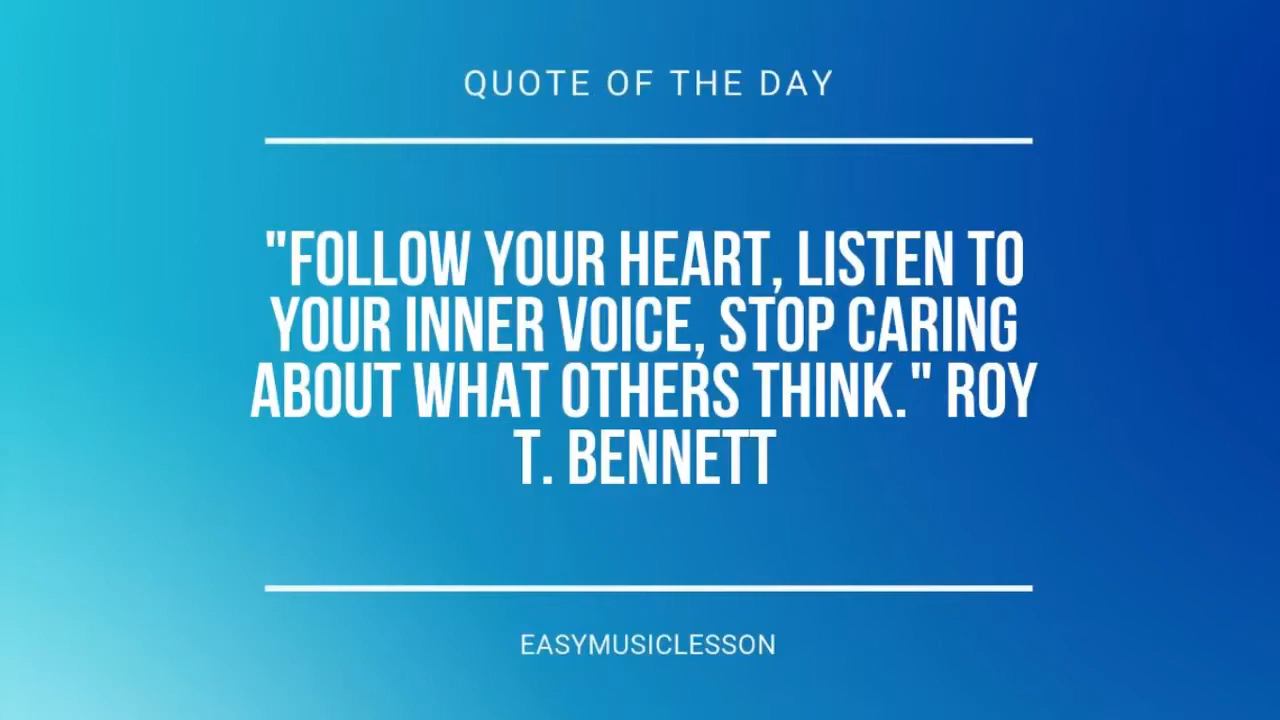 QUOTE OF THE DAY
"FOLLOW YOUR HEART, LISTEN TO
YOUR INNER VOICE, STOP CARING
ABOUT WHAT OTHERS THINK." ROY
T. BENNETT
EASYMUSICLESSON